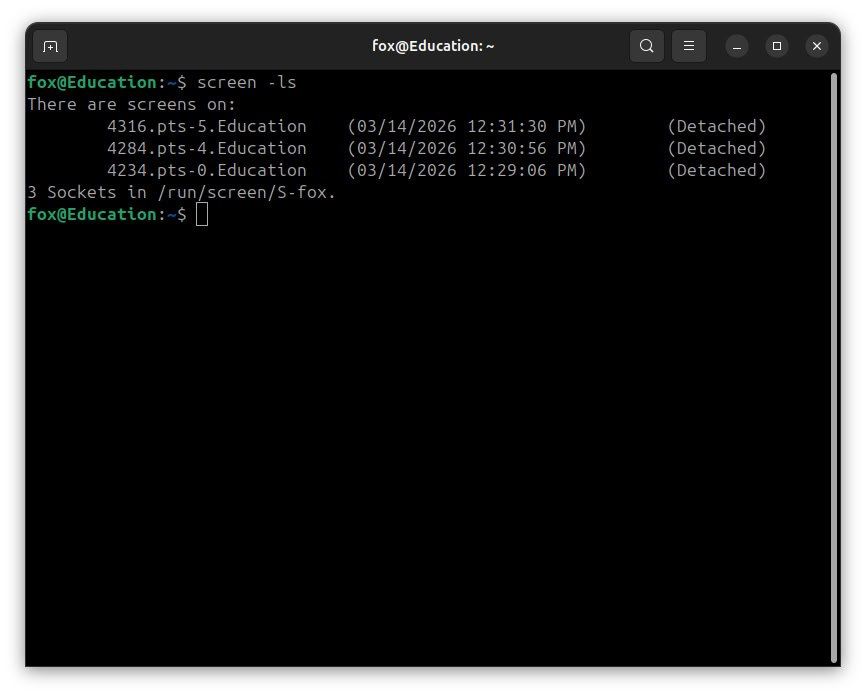 fox@Education: ~
fox@Education:~$ screen -ls
There are screens on:
        4316.pts-5.Education    (03/14/2026 12:31:30 PM)        (Detached)
        4284.pts-4.Education    (03/14/2026 12:30:56 PM)        (Detached)
        4234.pts-0.Education    (03/14/2026 12:29:06 PM)        (Detached)
3 Sockets in /run/screen/S-fox.
fox@Education:~$